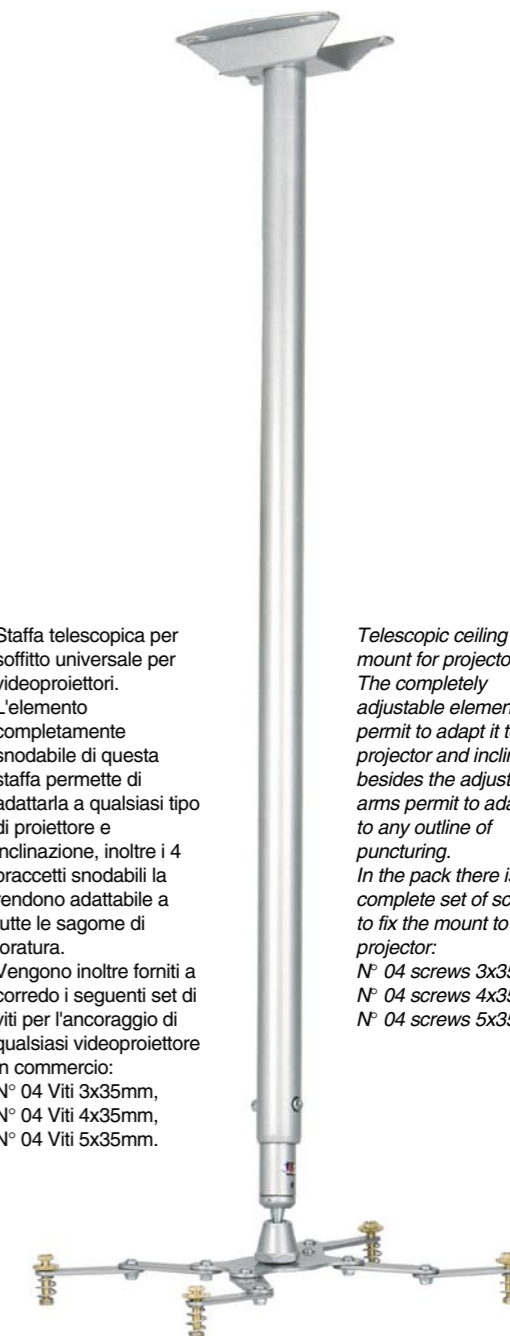 Staffa telescopica per
soffitto universale per
videoproiettori.
L'elemento
completamente
snodabile di questa
staffa permette di
adattarla a qualsiasi tipo
di proiettore e
inclinazione, inoltre i 4
braccetti snodabili la
rendono adattabile a
tutte le sagome di
foratura.
Vengono inoltre forniti a
corredo i seguenti set di
viti per l'ancoraggio di
qualsiasi videoproiettore
in commercio:
N° 04 Viti 3x35mm,
N° 04 Viti 4x35mm,
N° 04 Viti 5x35mm.
Telescopic ceiling
mount for
The completely
adjustable
permit to adapt it
projector and
besides the
arms permit to
to any outline of
puncturing.
In the pack there is
complete set of
to fix the mount to
projector:
N° 04 screws
N° 04 screws
N° 04 screws